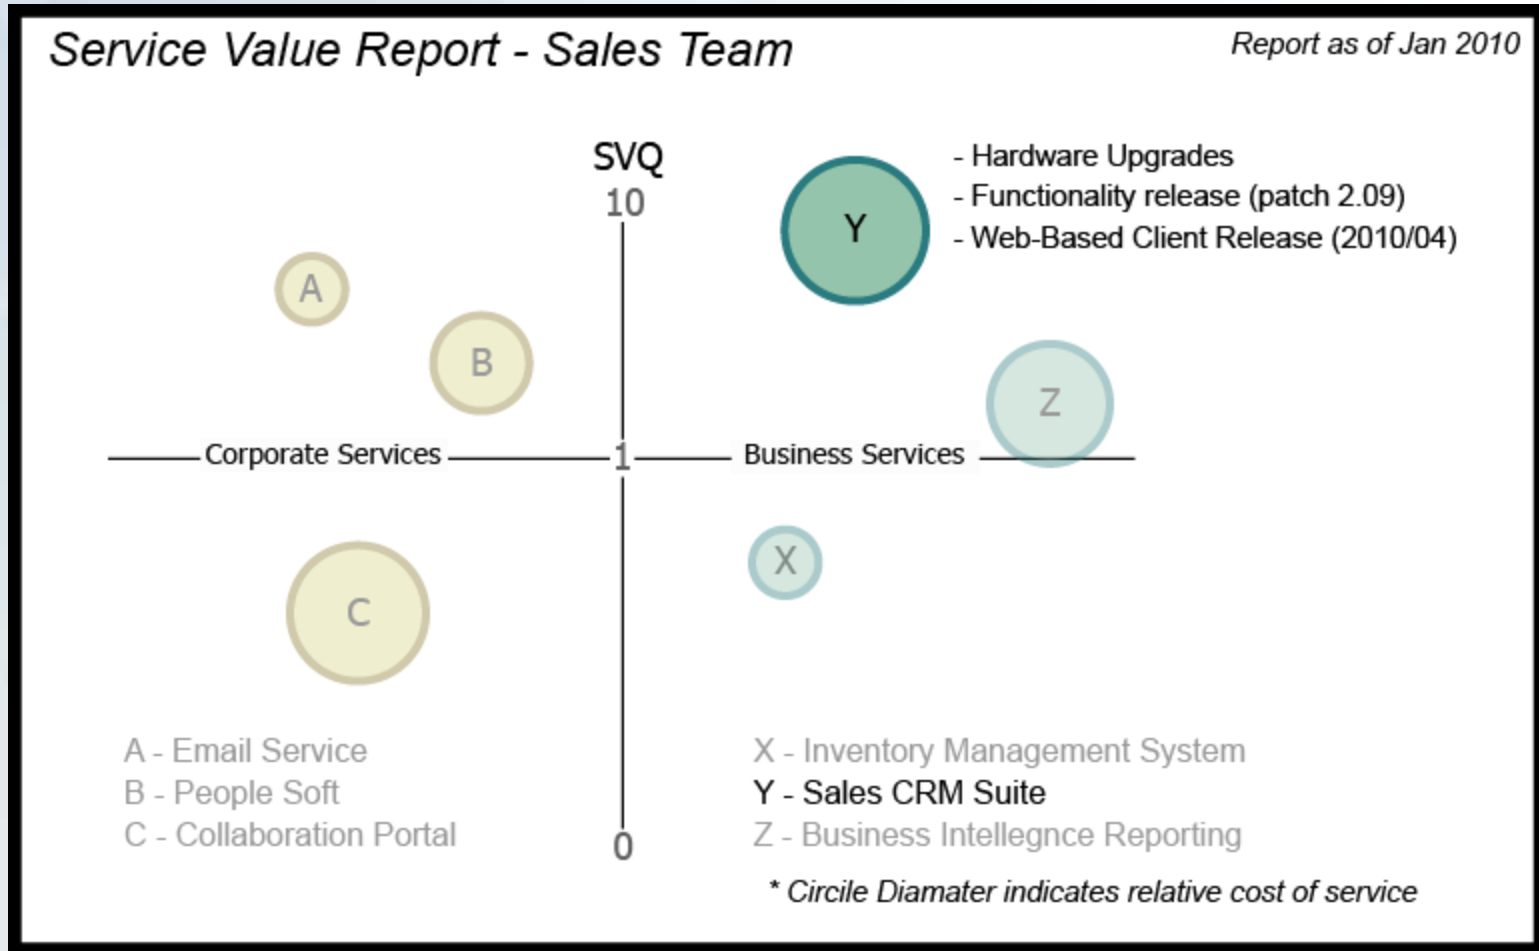 Service Value Report - Sales Team
Report as of Jan 2010
SVQ
10
- Hardware Upgrades
- Functionality release (patch 2.09)
- Web-Based Client Release (2010/04)
Y
A
B
Z
Corporate Services
1
Business Services
X
C
A - Email Service
B - People Soft
C - Collaboration Portal
0
X - Inventory Management System
Y - Sales CRM Suite
Z - Business Intellegnce Reporting
* Circile Diamater indicates relative cost of service